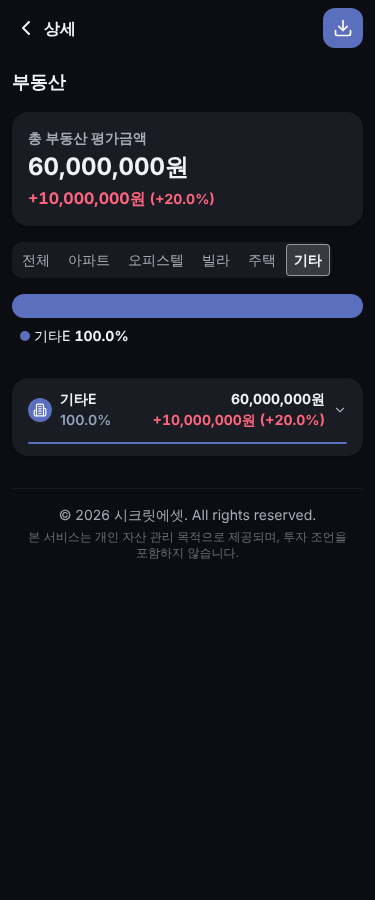 상세
부동산
총 부동산 평가금액
60,000,000원
+10,000,000원 (+20.0%)
전체 아파트 오피스텔 빌라 주택 기타
기타E 100.0%
기타E 60,000,000원
100.0% +10,000,000원 (+20.0%)
© 2026 시크릿에셋. All rights reserved.
본 서비스는 개인 자산 관리 목적으로 제공되며, 투자 조언을
포함하지 않습니다.